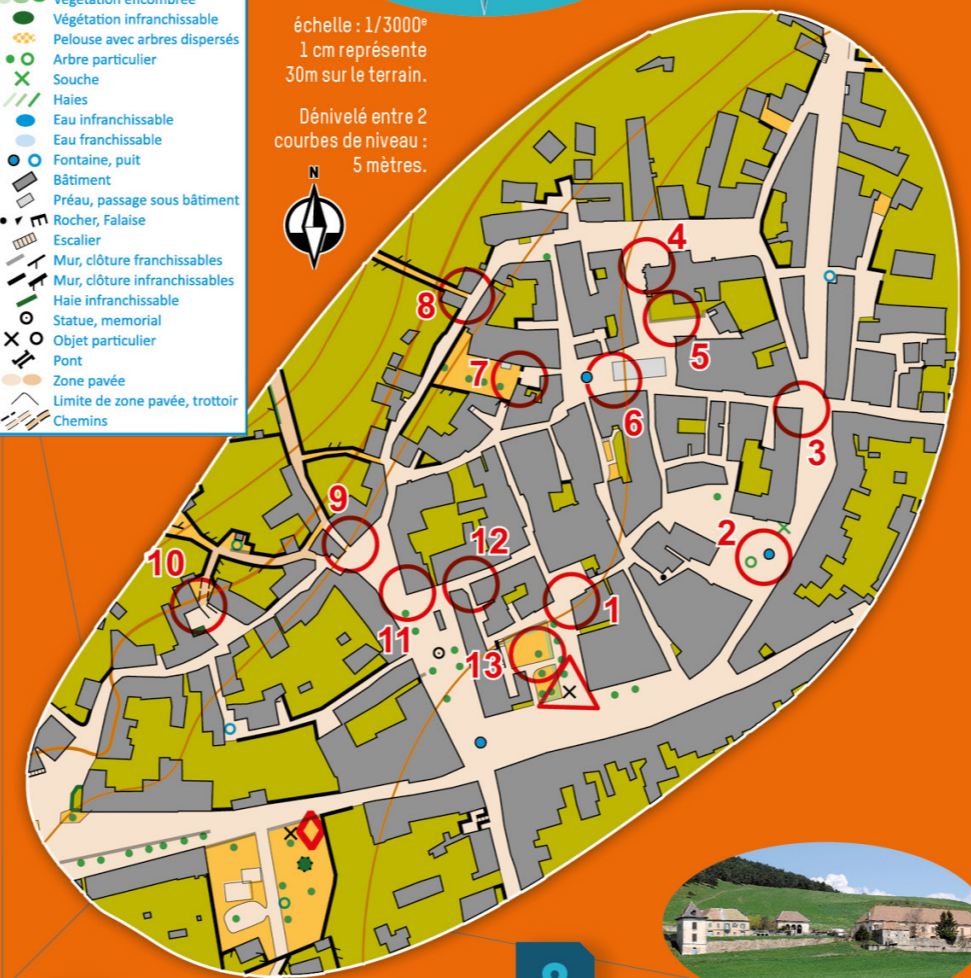 Végétation encombrée
Végétation infranchissable
Pelouse avec arbres dispersés
Arbre particulier
Souche
Haies
Eau infranchissable
Eau franchissable
Fontaine, puit
Bâtiment
Préau, passage sous bâtiment
Rocher, Falaise
Escalier
Mur, clôture franchissables
Mur, clôture infranchissables
Haie infranchissable
Statue, memorial
Objet particulier
Pont
Zone pavée
Limite de zone pavée, trottoir
Chemins
échelle : 1/3000e
1 cm représente
30m sur le terrain.
Dénivelé entre 2
courbes de niveau :
5 mètres.
N
4
8
5
7
6
3
9
2
12
10
1
11
13